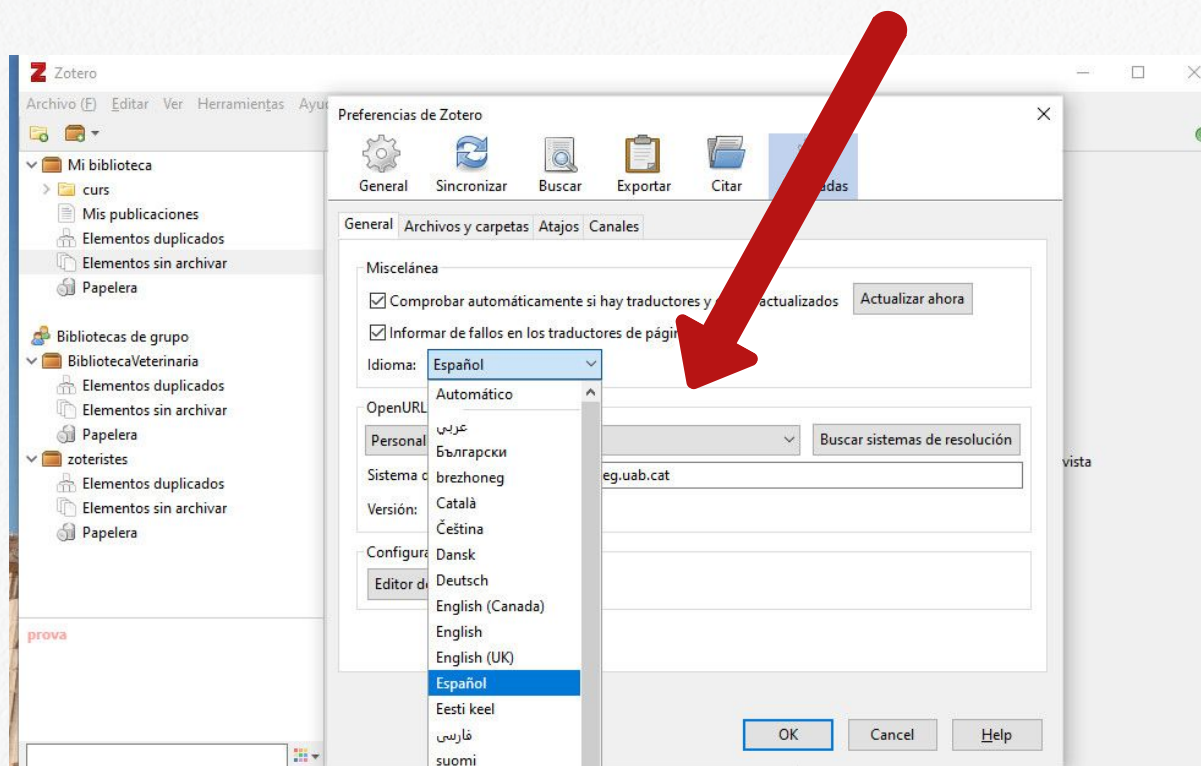 Zotero
Archivo (F) Editar Ver Herramientas
Mi biblioteca
curs
Mis publicaciones
Elementos duplicados
Elementos sin archivar
Papelera
Bibliotecas de grupo
BibliotecaVeterinaria
Elementos duplicados
Elementos sin archivar
Papelera
zoteristes
Elementos duplicados
Elementos sin archivar
Papelera
prova
Preferencias de Zotero
General Sincronizar Buscar Exportar Citar
General Archivos y carpetas Atajos Canales
Miscelánea
Comprobar automáticamente si hay traductores y actualizados Actualizar ahora
Informar de fallos en los traductores de
Idioma: Español
Automático
عربي
Български
brezhoneg
Català
Čeština
Dansk
Deutsch
English (Canada)
English
English (UK)
Español
Eesti keel
فارسی
suomi
OpenURL
Personal
Buscar sistemas de resolución
Sistema
eg.uab.cat
Versión:
Editor
OK Cancel Help
vista